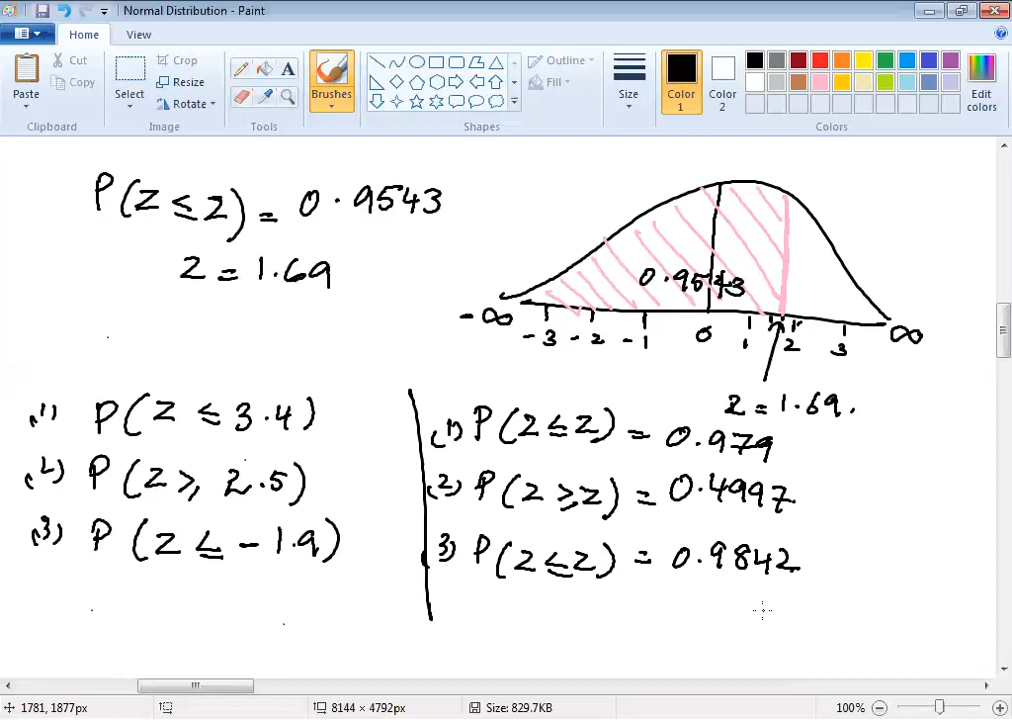 Normal Distribution - Paint
Home View
Cut
Copy
Paste
Clipboard
Select
Crop
Resize
Rotate
Image
Tools
Brushes
Outline
Fill
Shapes
Size
Color 1
Color 2
Edit colors
Colors
P(Z ≤ z) = 0.9543
z = 1.69
0.9543
-∞ -3 -2 -1 0 1 2 3 ∞
z = 1.69.
(1) P(Z ≤ 3.4)
(2) P(Z ≥ 2.5)
(3) P(Z ≤ -1.9)
(1) P(Z ≤ z) = 0.979
(2) P(Z ≥ z) = 0.4997
(3) P(Z ≤ z) = 0.9842
1781, 1877px
8144 × 4792px
Size: 829.7KB
100%